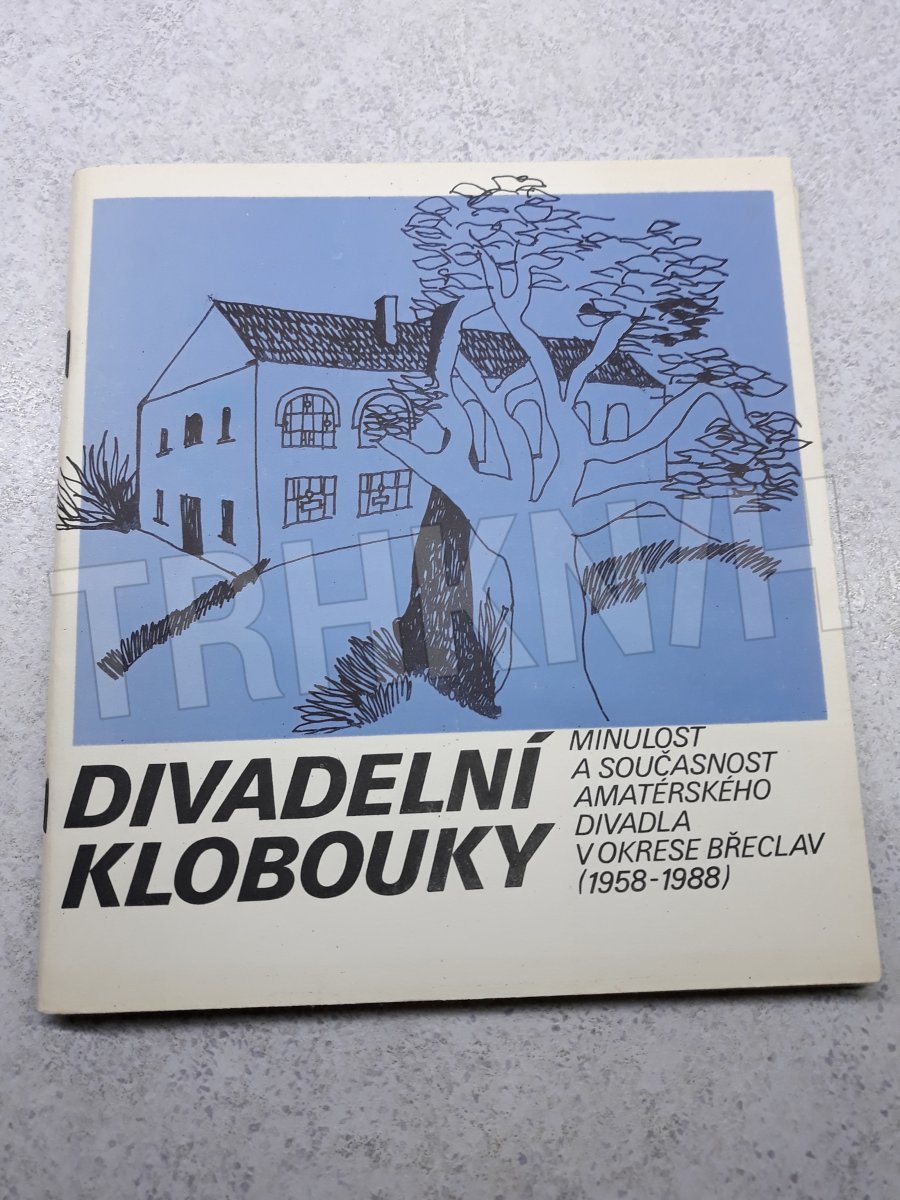 TRHKNIH
DIVADELNÍ
KLOBOUKY
MINULOST
A SOUČASNOST
AMATÉRSKÉHO
DIVADLA
V OKRESE BŘECLAV
(1958-1988)